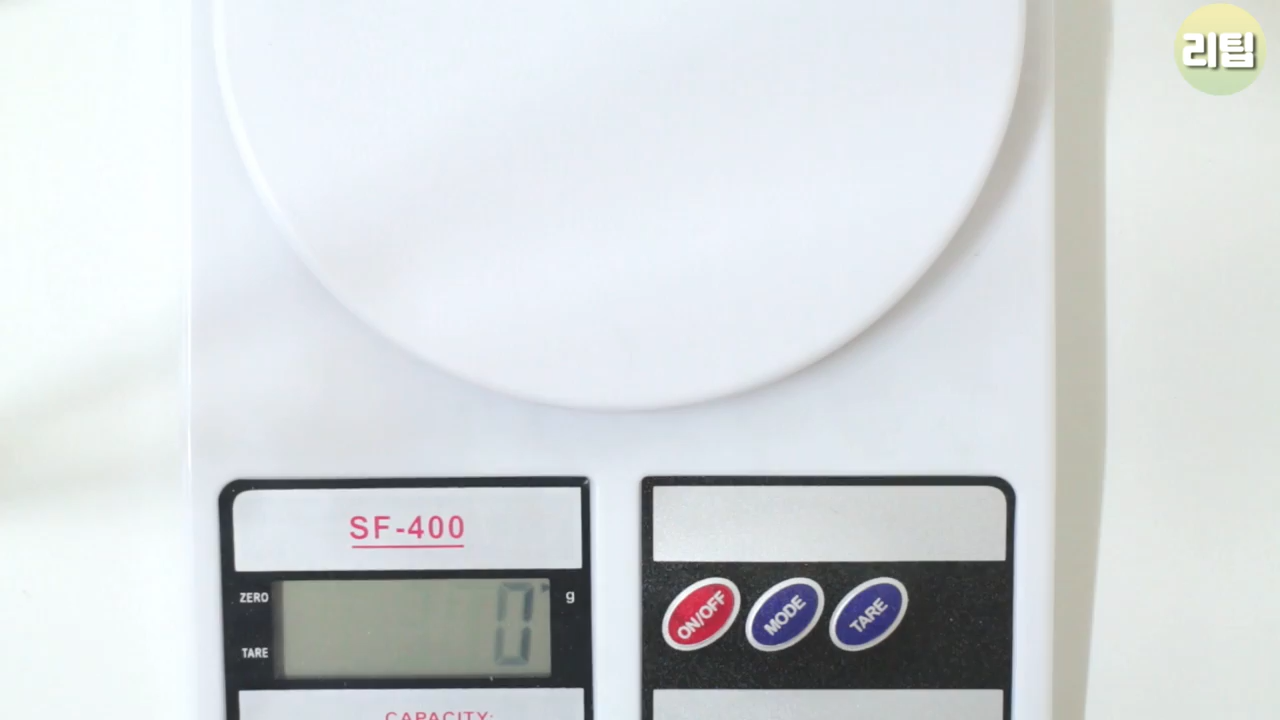 리팁
SF-400
ZERO
0
g
TARE
ON/OFF
MODE
TARE
CAPACITY: